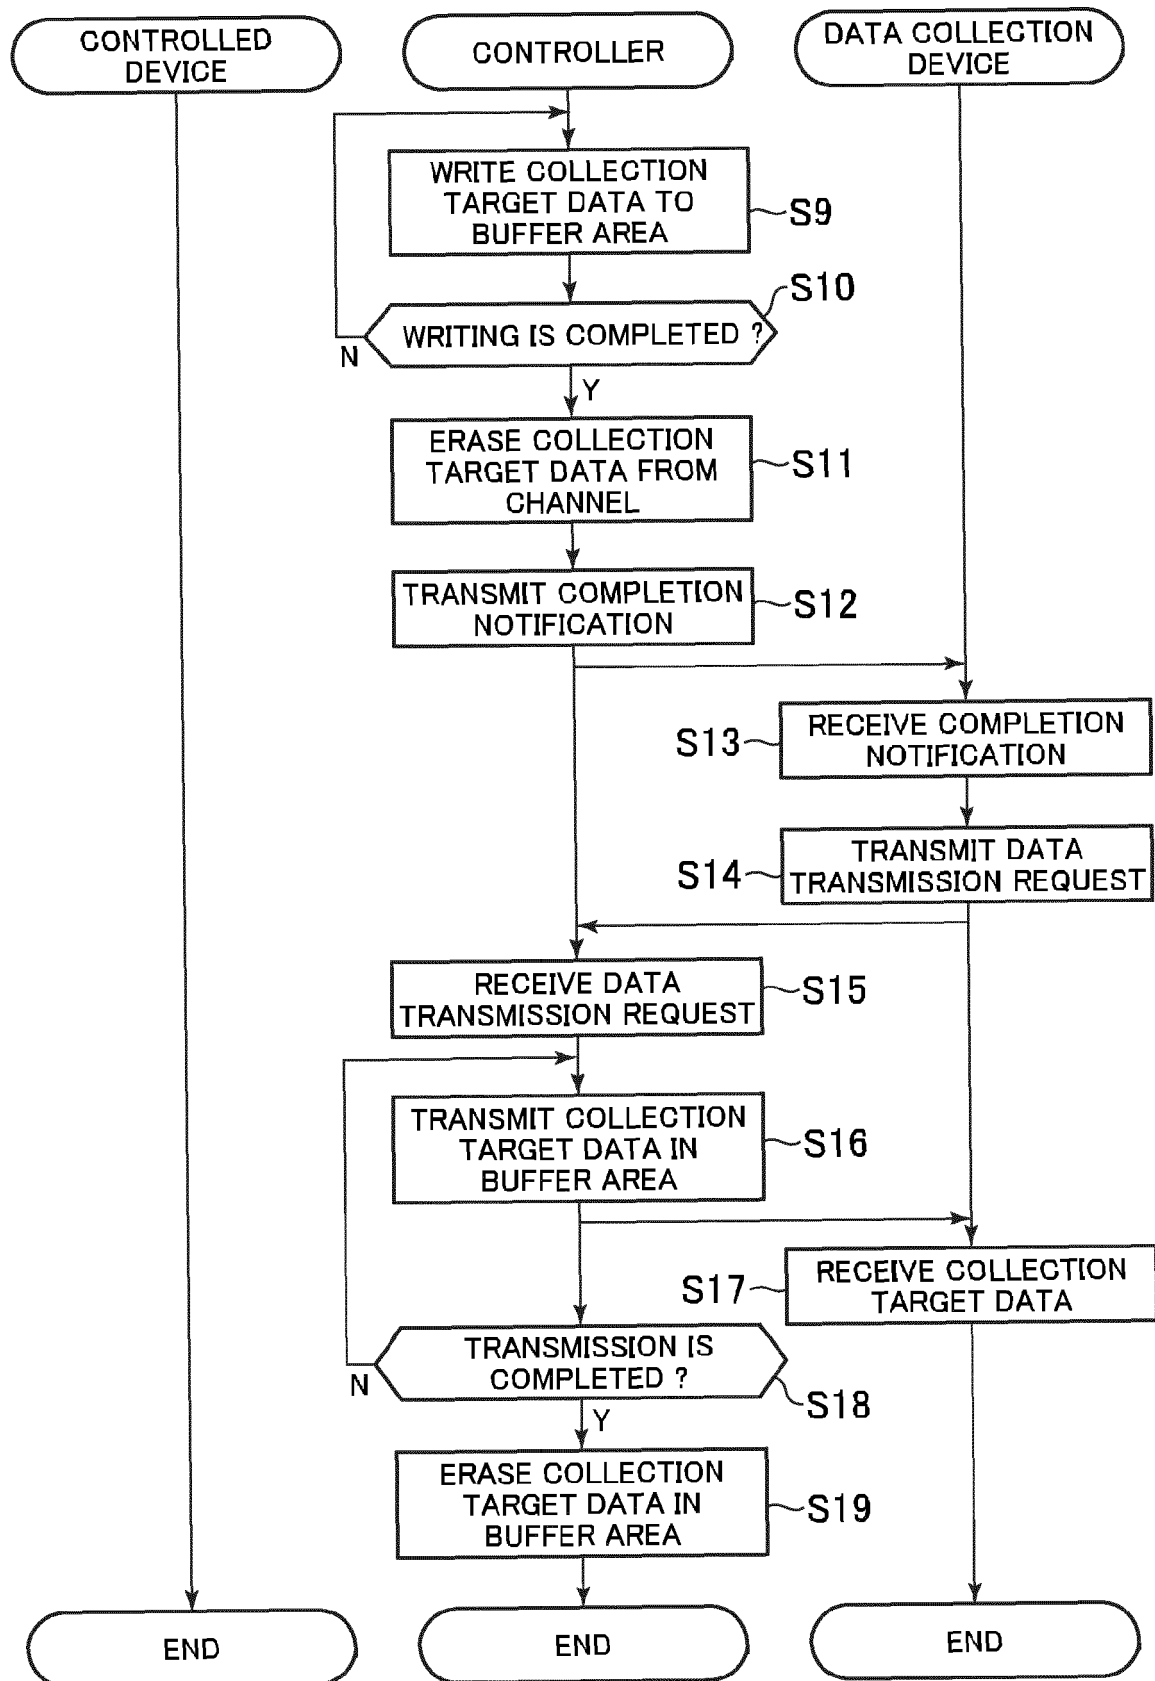 CONTROLLED
DEVICE
CONTROLLER
DATA COLLECTION
DEVICE
WRITE COLLECTION
TARGET DATA TO
BUFFER AREA
S9
S10
WRITING IS COMPLETED ?
N
Y
ERASE COLLECTION
TARGET DATA FROM
CHANNEL
S11
TRANSMIT COMPLETION
NOTIFICATION
S12
S13
RECEIVE COMPLETION
NOTIFICATION
S14
TRANSMIT DATA
TRANSMISSION REQUEST
RECEIVE DATA
TRANSMISSION REQUEST
S15
TRANSMIT COLLECTION
TARGET DATA IN
BUFFER AREA
S16
S17
RECEIVE COLLECTION
TARGET DATA
TRANSMISSION IS
COMPLETED ?
N
S18
Y
ERASE COLLECTION
TARGET DATA IN
BUFFER AREA
S19
END
END
END